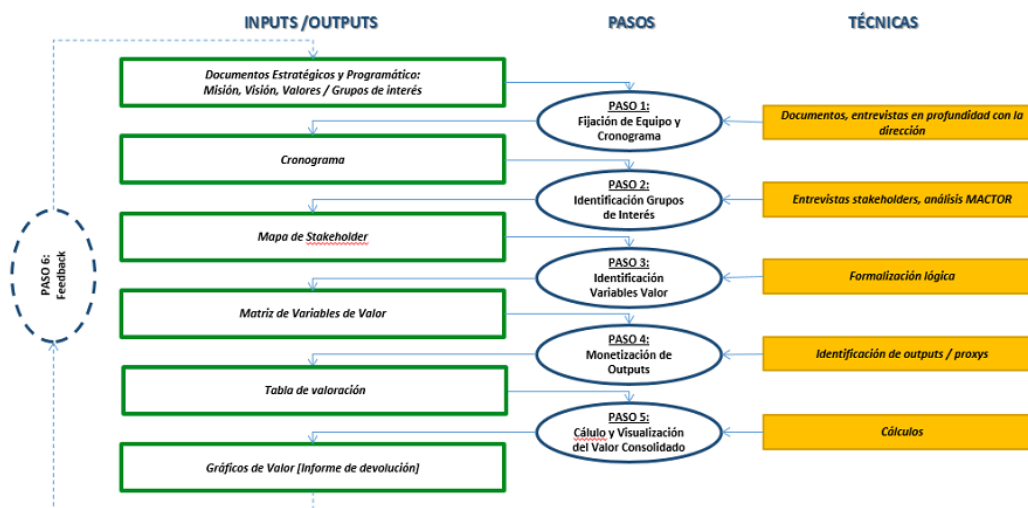 INPUTS /OUTPUTS
PASOS
TÉCNICAS
Documentos Estratégicos y Programático:
Misión, Visión, Valores / Grupos de interés
PASO 1:
Fijación de Equipo y
Cronograma
Documentos, entrevistas en profundidad con la
dirección
Cronograma
PASO 2:
Identificación Grupos
de Interés
Entrevistas stakeholders, análisis MACTOR
Mapa de Stakeholder
PASO 3:
Identificación
Variables Valor
Formalización lógica
PASO 6:
Feedback
Matriz de Variables de Valor
PASO 4:
Monetización de
Outputs
Identificación de outputs / proxys
Tabla de valoración
PASO 5:
Cálulo y Visualización
del Valor Consolidado
Cálculos
Gráficos de Valor [Informe de devolución]